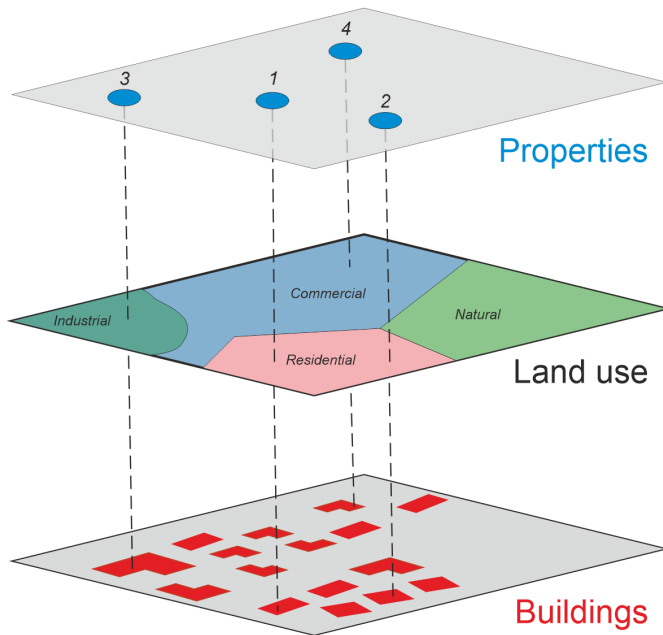 4
3
1
2
Properties
Commercial
Industrial
Natural
Residential
Land use
Buildings